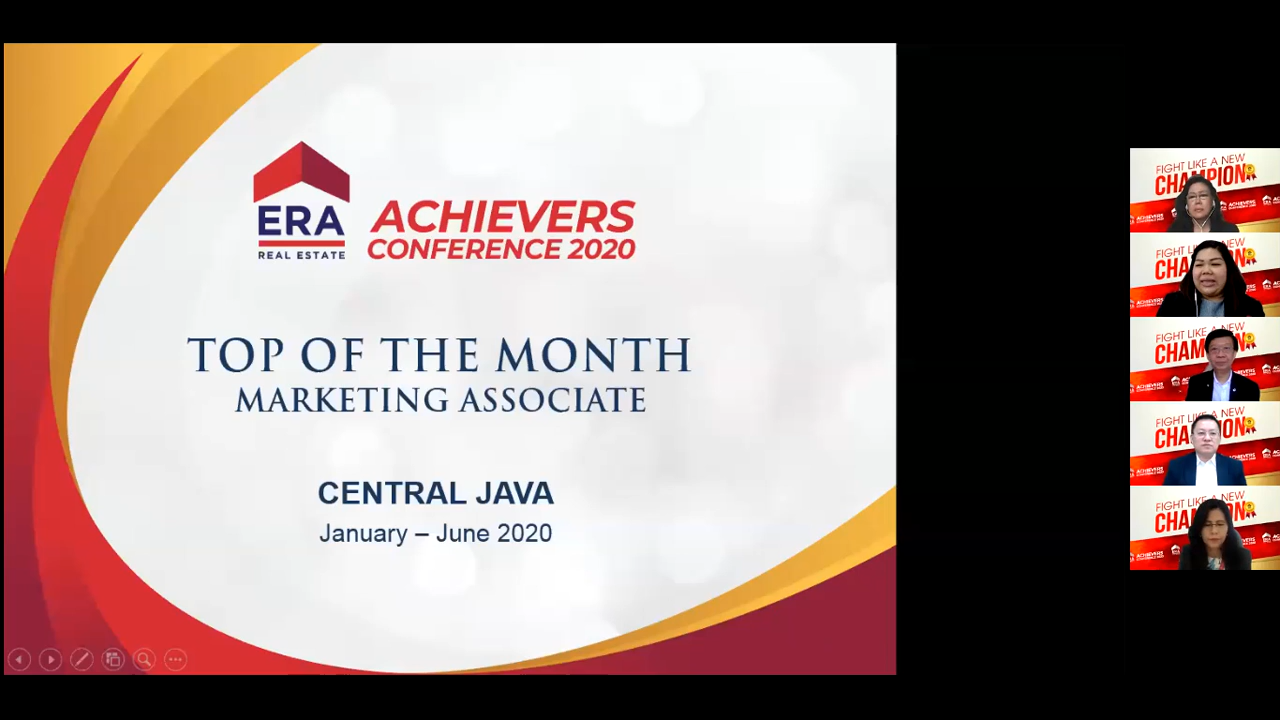 ERA
REAL ESTATE
ACHIEVERS
CONFERENCE 2020
TOP OF THE MONTH
MARKETING ASSOCIATE
CENTRAL JAVA
January – June 2020
FIGHT LIKE A NEW
CHAMPION